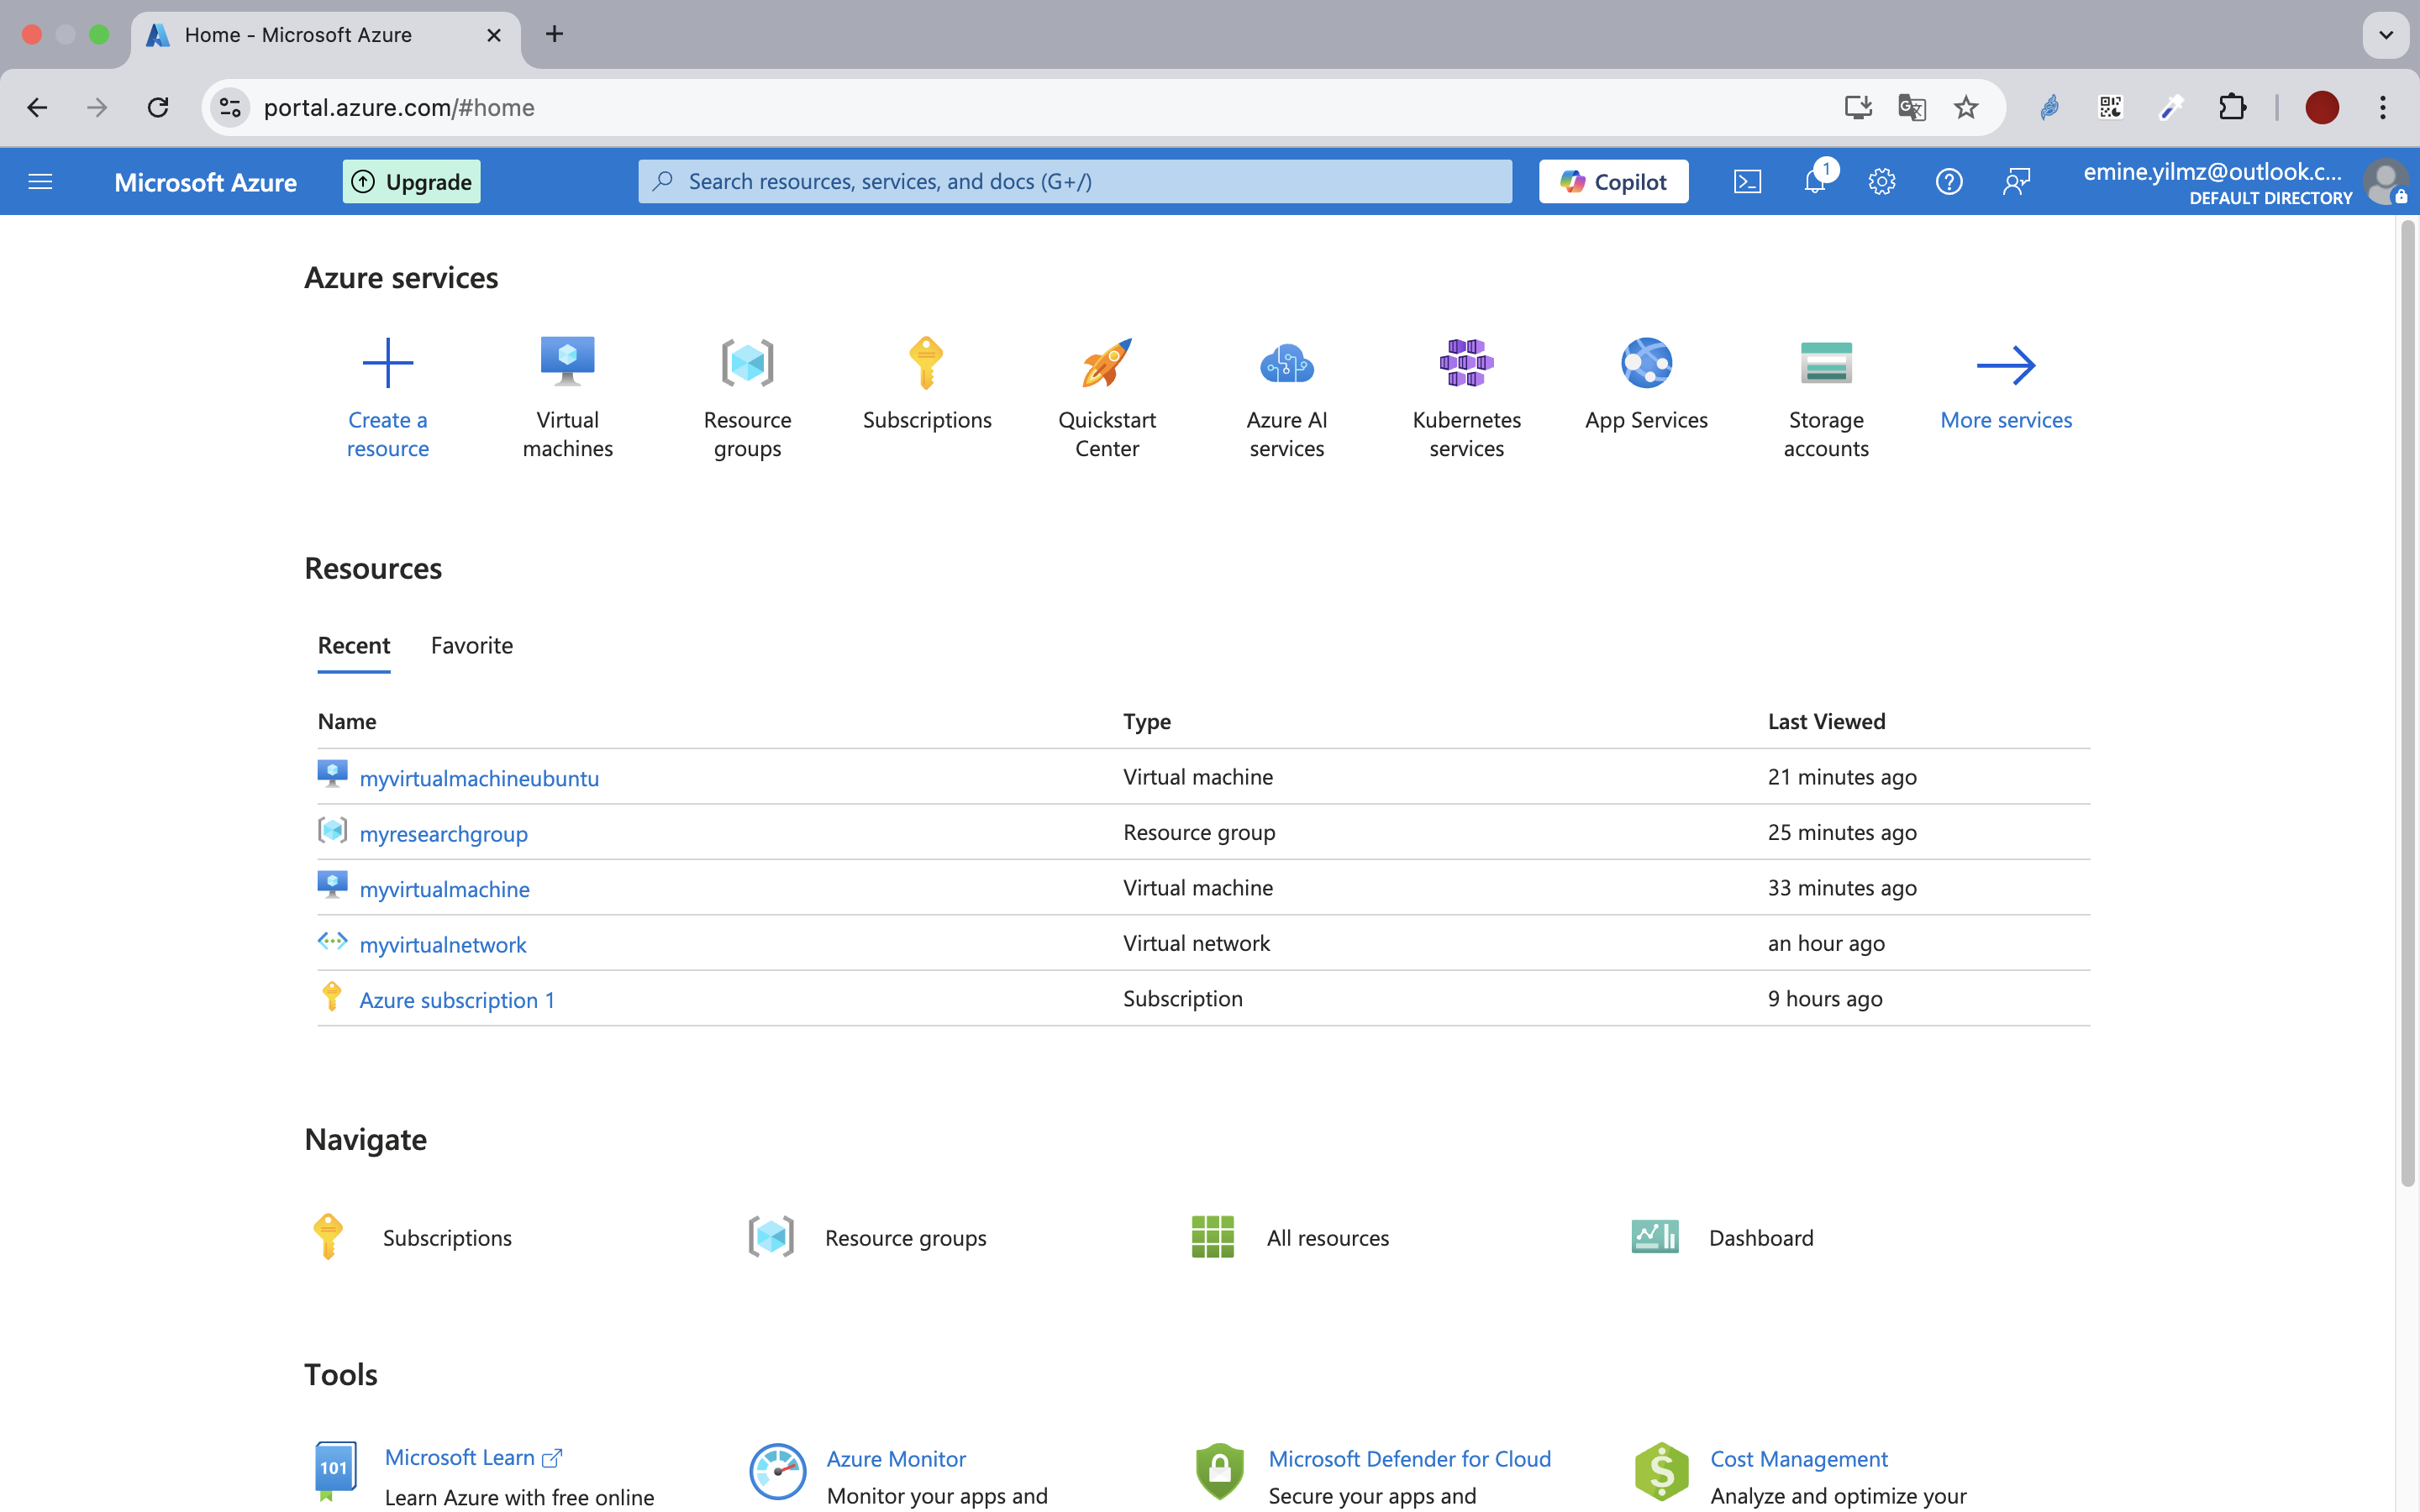 Home - Microsoft Azure
portal.azure.com/#home
Microsoft Azure
Upgrade
Search resources, services, and docs (G+/)
Copilot
1
emine.yilmz@outlook.c...
DEFAULT DIRECTORY
Azure services
Create a
resource
Virtual
machines
Resource
groups
Subscriptions
Quickstart
Center
Azure AI
services
Kubernetes
services
App Services
Storage
accounts
More services
Resources
Recent Favorite
Name Type Last Viewed
myvirtualmachineubuntu Virtual machine 21 minutes ago
myresearchgroup Resource group 25 minutes ago
myvirtualmachine Virtual machine 33 minutes ago
myvirtualnetwork Virtual network an hour ago
Azure subscription 1 Subscription 9 hours ago
Navigate
Subscriptions Resource groups All resources Dashboard
Tools
101
Microsoft Learn
Learn Azure with free online
Azure Monitor
Monitor your apps and
Microsoft Defender for Cloud
Secure your apps and
Cost Management
Analyze and optimize your